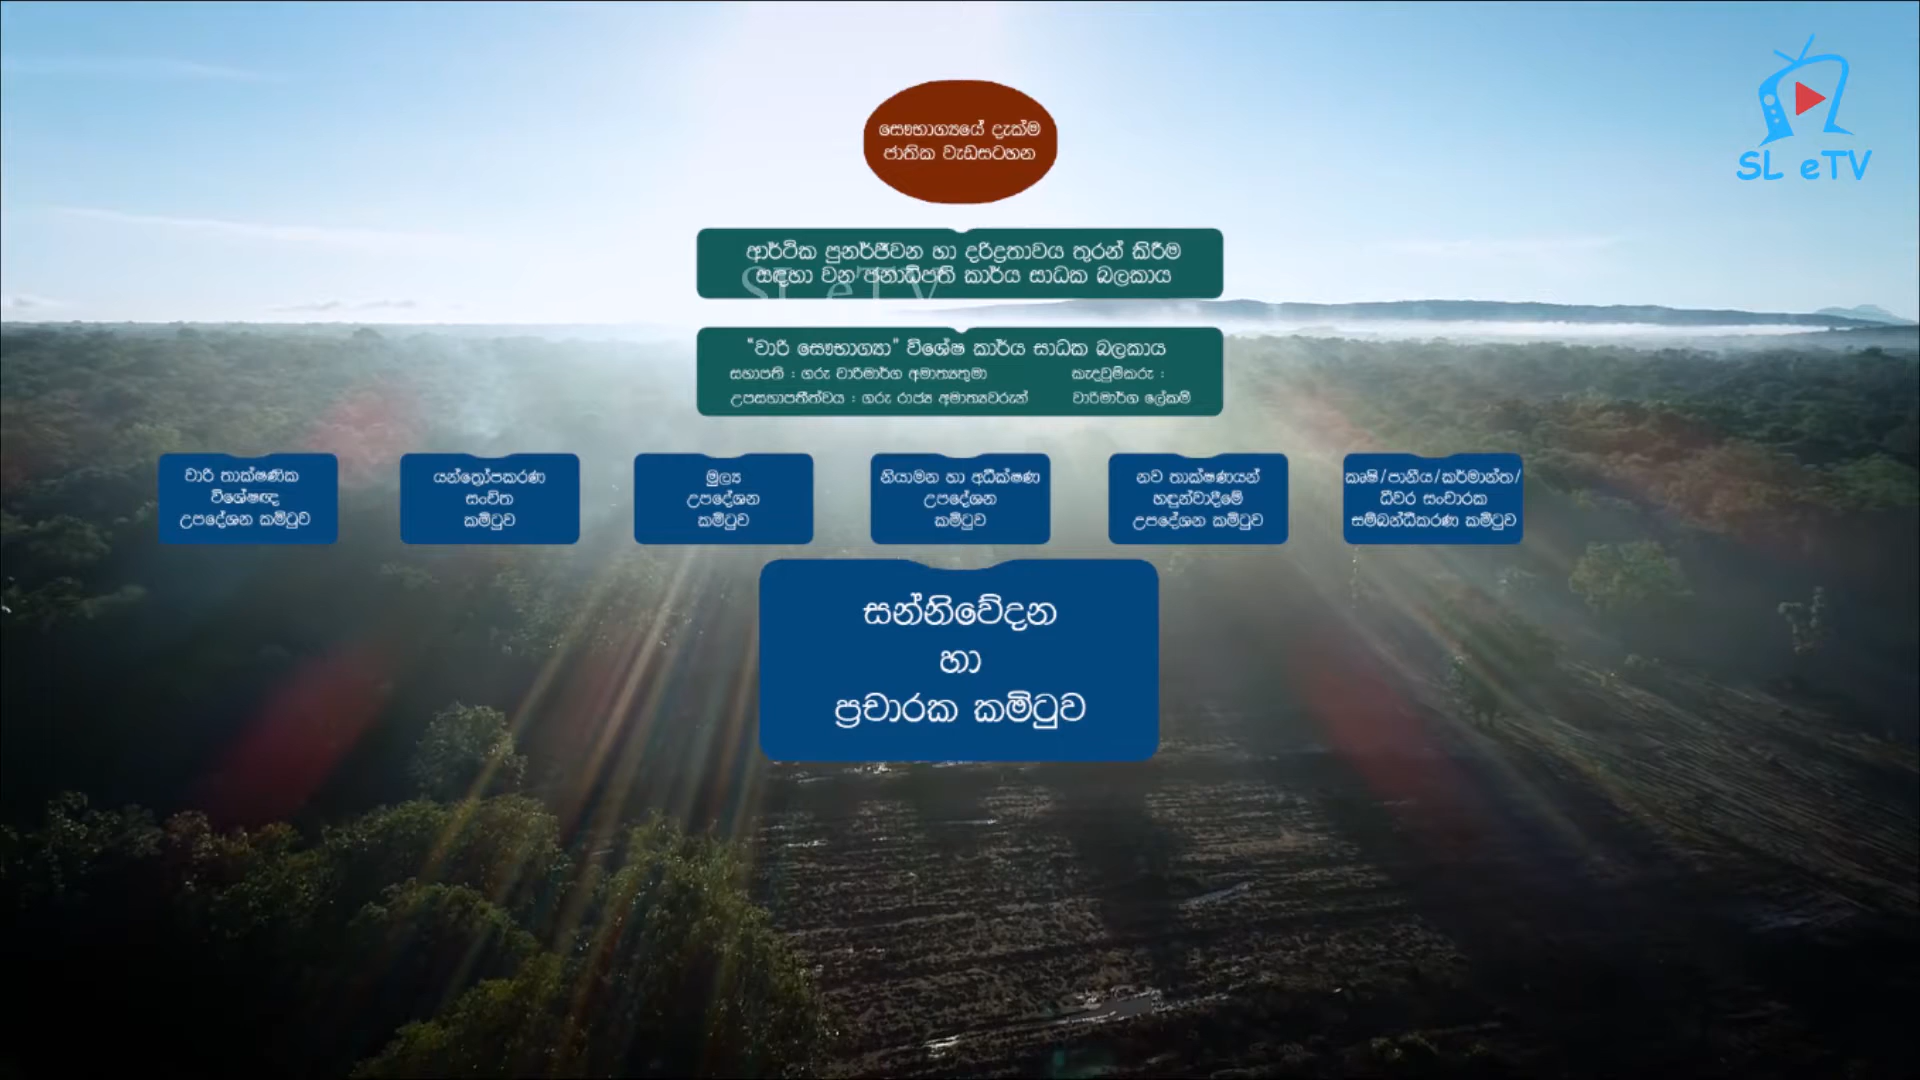 සෞභාග්‍යයේ දැක්ම
ජාතික වැඩසටහන
SL eTV
ආර්ථික පුනර්ජීවන හා දරිද්‍රතාවය තුරන් කිරීම
සඳහා වන ජනාධිපති කාර්ය සාධක බලකාය
SL eTV
“වාරි සෞභාග්‍යා” විශේෂ කාර්ය සාධක බලකාය
සභාපති : ගරු වාරිමාර්ග අමාත්‍යතුමා
කැඳවුම්කරු :
උපසභාපතිත්වය : ගරු රාජ්‍ය අමාත්‍යවරුන්
වාරිමාර්ග ලේකම්
වාරි තාක්ෂණික
විශේෂඥ
උපදේශන කමිටුව
යන්ත්‍රෝපකරණ
සංචිත
කමිටුව
මූල්‍ය
උපදේශන
කමිටුව
නියාමන හා අධීක්ෂණ
උපදේශන
කමිටුව
නව තාක්ෂණයන්
හඳුන්වාදීමේ
උපදේශන කමිටුව
කෘෂි/පානීය/කර්මාන්ත/
ධීවර සංචාරක
සම්බන්ධීකරණ කමිටුව
සන්නිවේදන
හා
ප්‍රචාරක කමිටුව